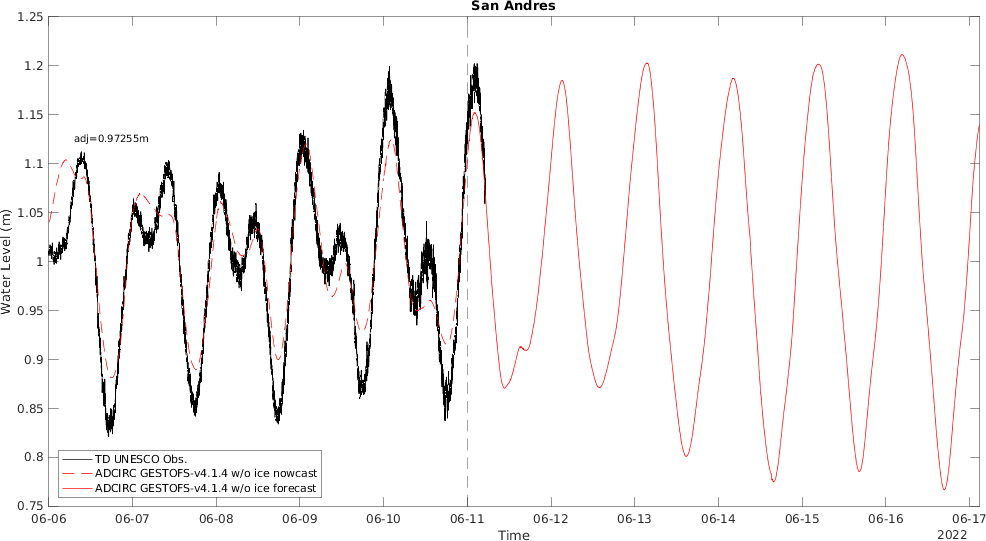 San Andres
1.25
1.2
1.15
1.1
1.05
1
0.95
0.9
0.85
0.8
0.75
Water Level (m)
adj=0.97255m
TD UNESCO Obs.
ADCIRC GESTOFS-v4.1.4 w/o ice nowcast
ADCIRC GESTOFS-v4.1.4 w/o ice forecast
06-06 06-07 06-08 06-09 06-10 06-11 06-12 06-13 06-14 06-15 06-16 06-17
Time
2022